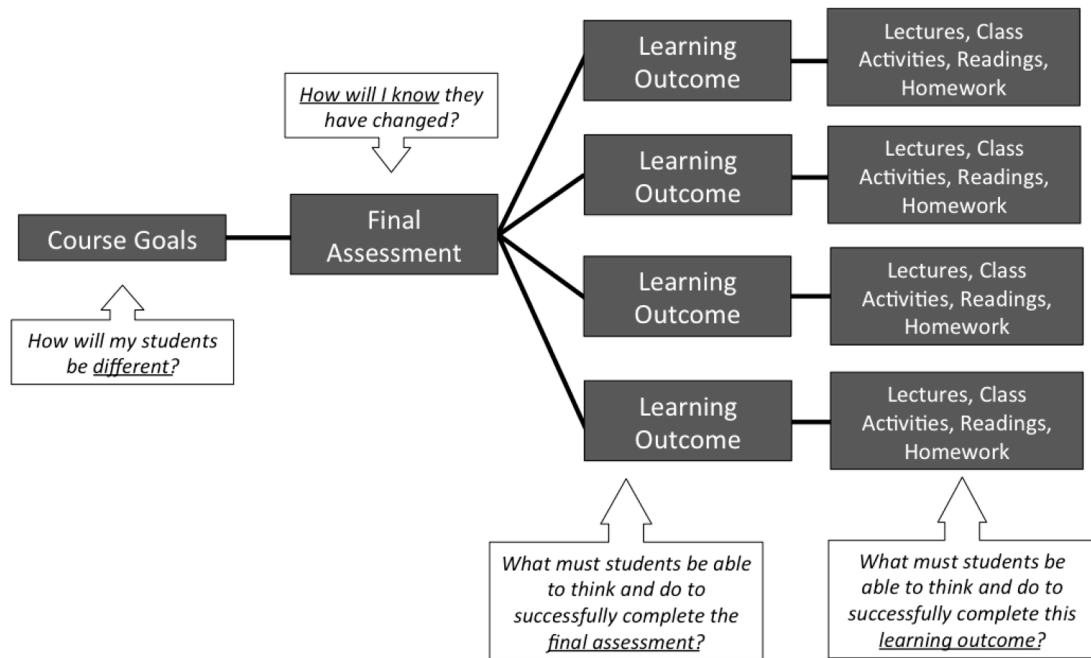 Course Goals
How will my students
be different?
How will I know they
have changed?
Final
Assessment
Learning
Outcome
Lectures, Class
Activities, Readings,
Homework
Learning
Outcome
Lectures, Class
Activities, Readings,
Homework
Learning
Outcome
Lectures, Class
Activities, Readings,
Homework
Learning
Outcome
Lectures, Class
Activities, Readings,
Homework
What must students be able
to think and do to
successfully complete the
final assessment?
What must students be
able to think and do to
successfully complete this
learning outcome?